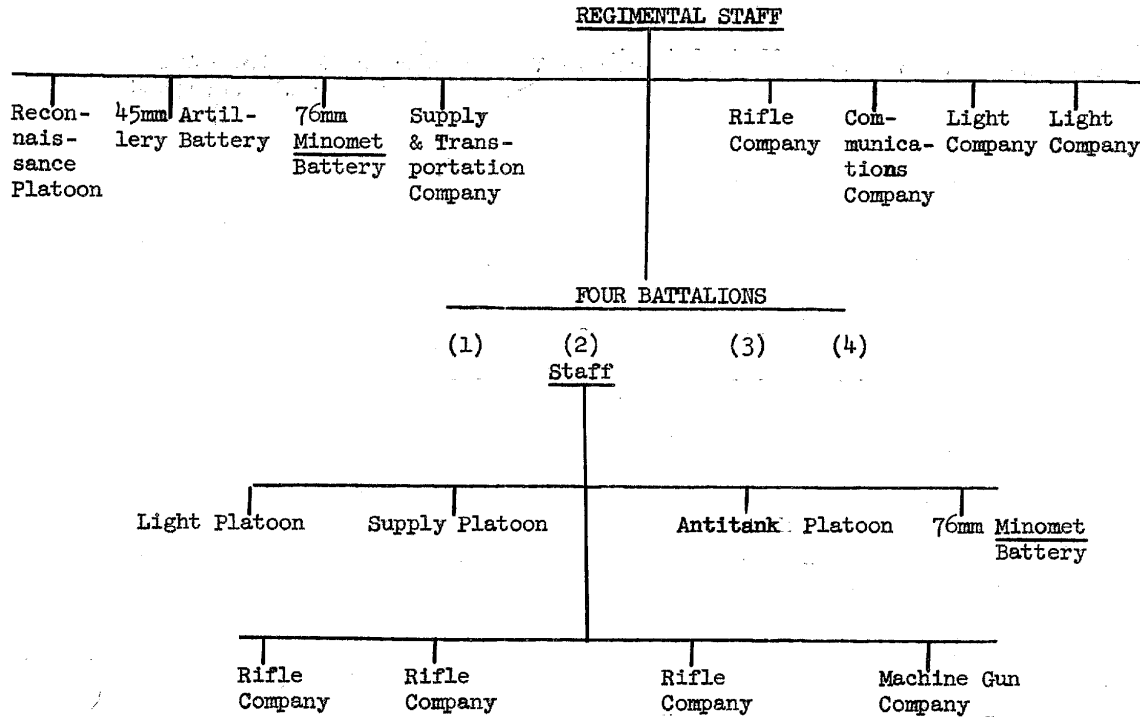 REGIMENTAL STAFF
Recon-
nais-
sance
Platoon
45mm Artil-
lery Battery
76mm
Minomet
Battery
Supply
& Trans-
portation
Company
Rifle
Company
Com-
munica-
tions
Company
Light
Company
Light
Company
FOUR BATTALIONS
(1) (2) (3) (4)
Staff
Light Platoon
Supply Platoon
Antitank Platoon
76mm Minomet
Battery
Rifle
Company
Rifle
Company
Rifle
Company
Machine Gun
Company